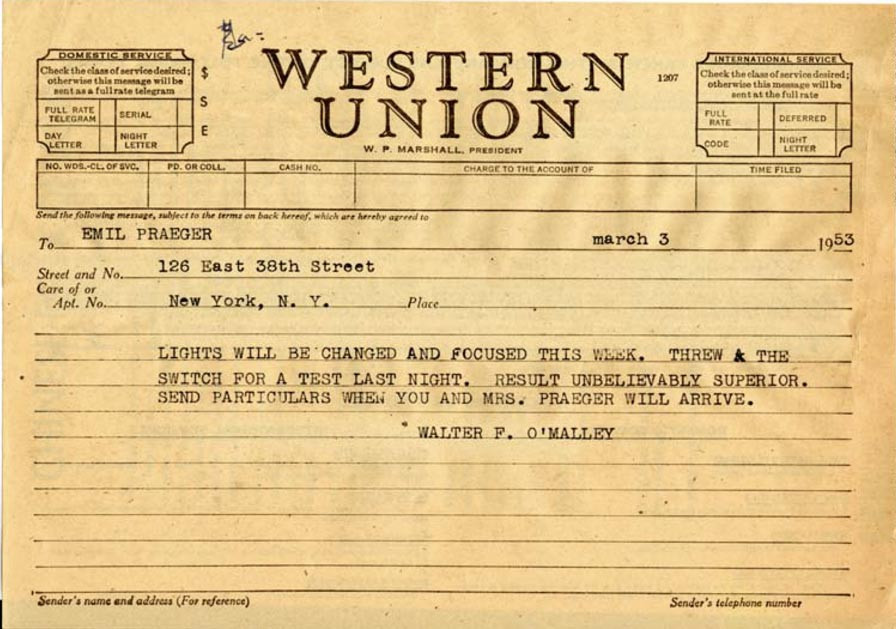 WESTERN
UNION
1207
W. P. MARSHALL, PRESIDENT
DOMESTIC SERVICE
Check the class of service desired;
otherwise this message will be
sent as a full rate telegram
FULL RATE TELEGRAM
SERIAL
DAY LETTER
NIGHT LETTER
$
S
E
INTERNATIONAL SERVICE
Check the class of service desired;
otherwise this message will be
sent at the full rate
FULL RATE
DEFERRED
CODE
NIGHT LETTER
NO. WDS.-CL. OF SVC.
PD. OR COLL.
CASH NO.
CHARGE TO THE ACCOUNT OF
TIME FILED
Send the following message, subject to the terms on back hereof, which are hereby agreed to
To EMIL PRAEGER march 3 1953
Street and No. 126 East 38th Street
Care of or
Apt. No. New York, N. Y. Place
LIGHTS WILL BE CHANGED AND FOCUSED THIS WEEK. THREW THE
SWITCH FOR A TEST LAST NIGHT. RESULT UNBELIEVABLY SUPERIOR.
SEND PARTICULARS WHEN YOU AND MRS. PRAEGER WILL ARRIVE.
WALTER F. O'MALLEY
Sender's name and address (For reference)
Sender's telephone number